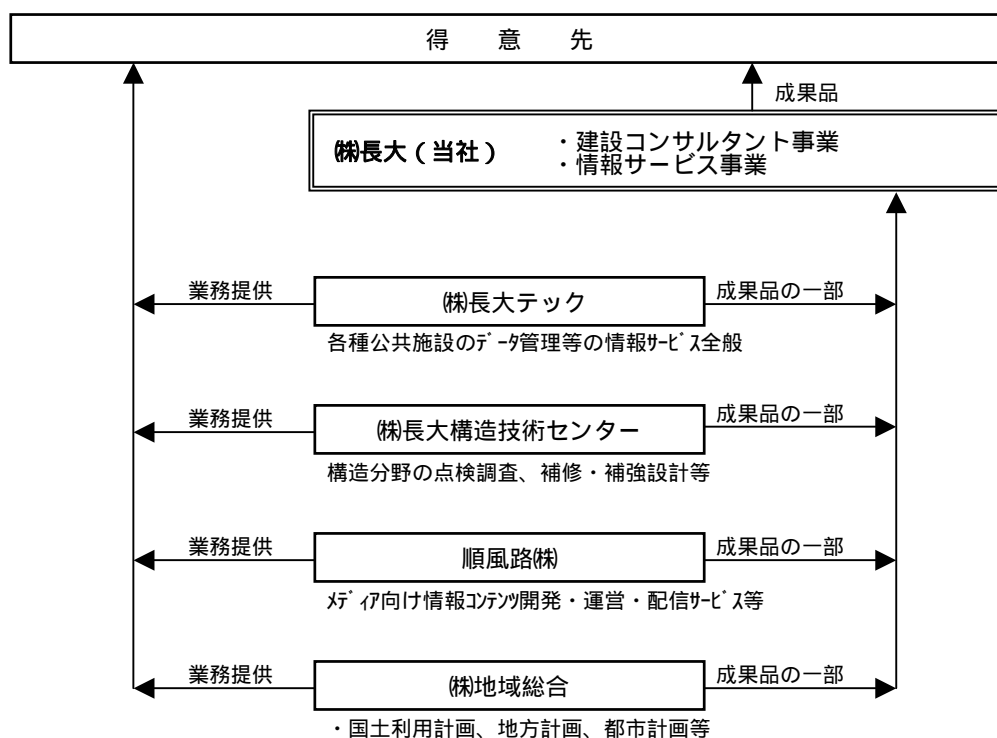 得 意 先
成果品
㈱長大(当社)
・建設コンサルタント事業
・情報サービス事業
業務提供
㈱長大テック
成果品の一部
各種公共施設のﾃﾞｰﾀ管理等の情報ｻｰﾋﾞｽ全般
業務提供
㈱長大構造技術センター
成果品の一部
構造分野の点検調査、補修・補強設計等
業務提供
順風路㈱
成果品の一部
ﾒﾃﾞｨｱ向け情報ｺﾝﾃﾝﾂ開発・運営・配信ｻｰﾋﾞｽ等
業務提供
㈱地域総合
成果品の一部
・国土利用計画、地方計画、都市計画等